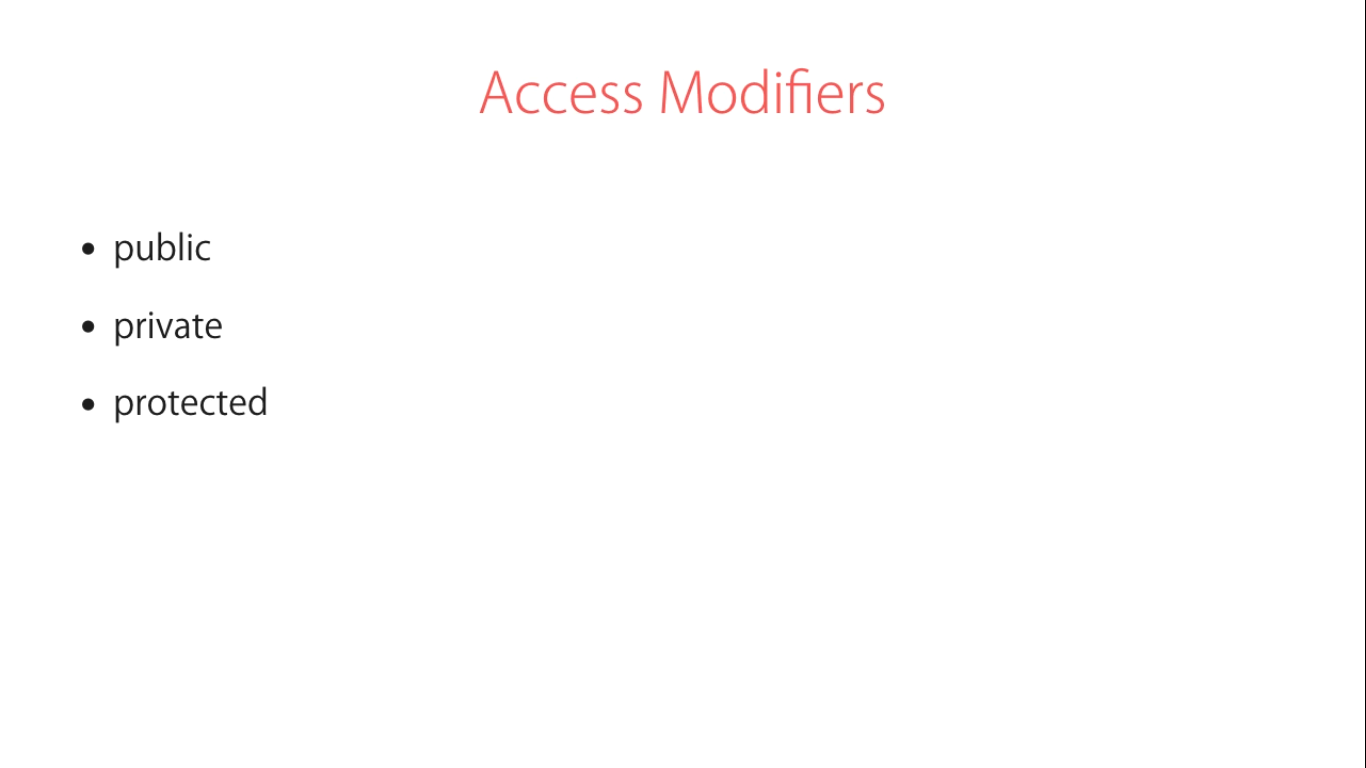 Access Modifiers
• public
• private
• protected